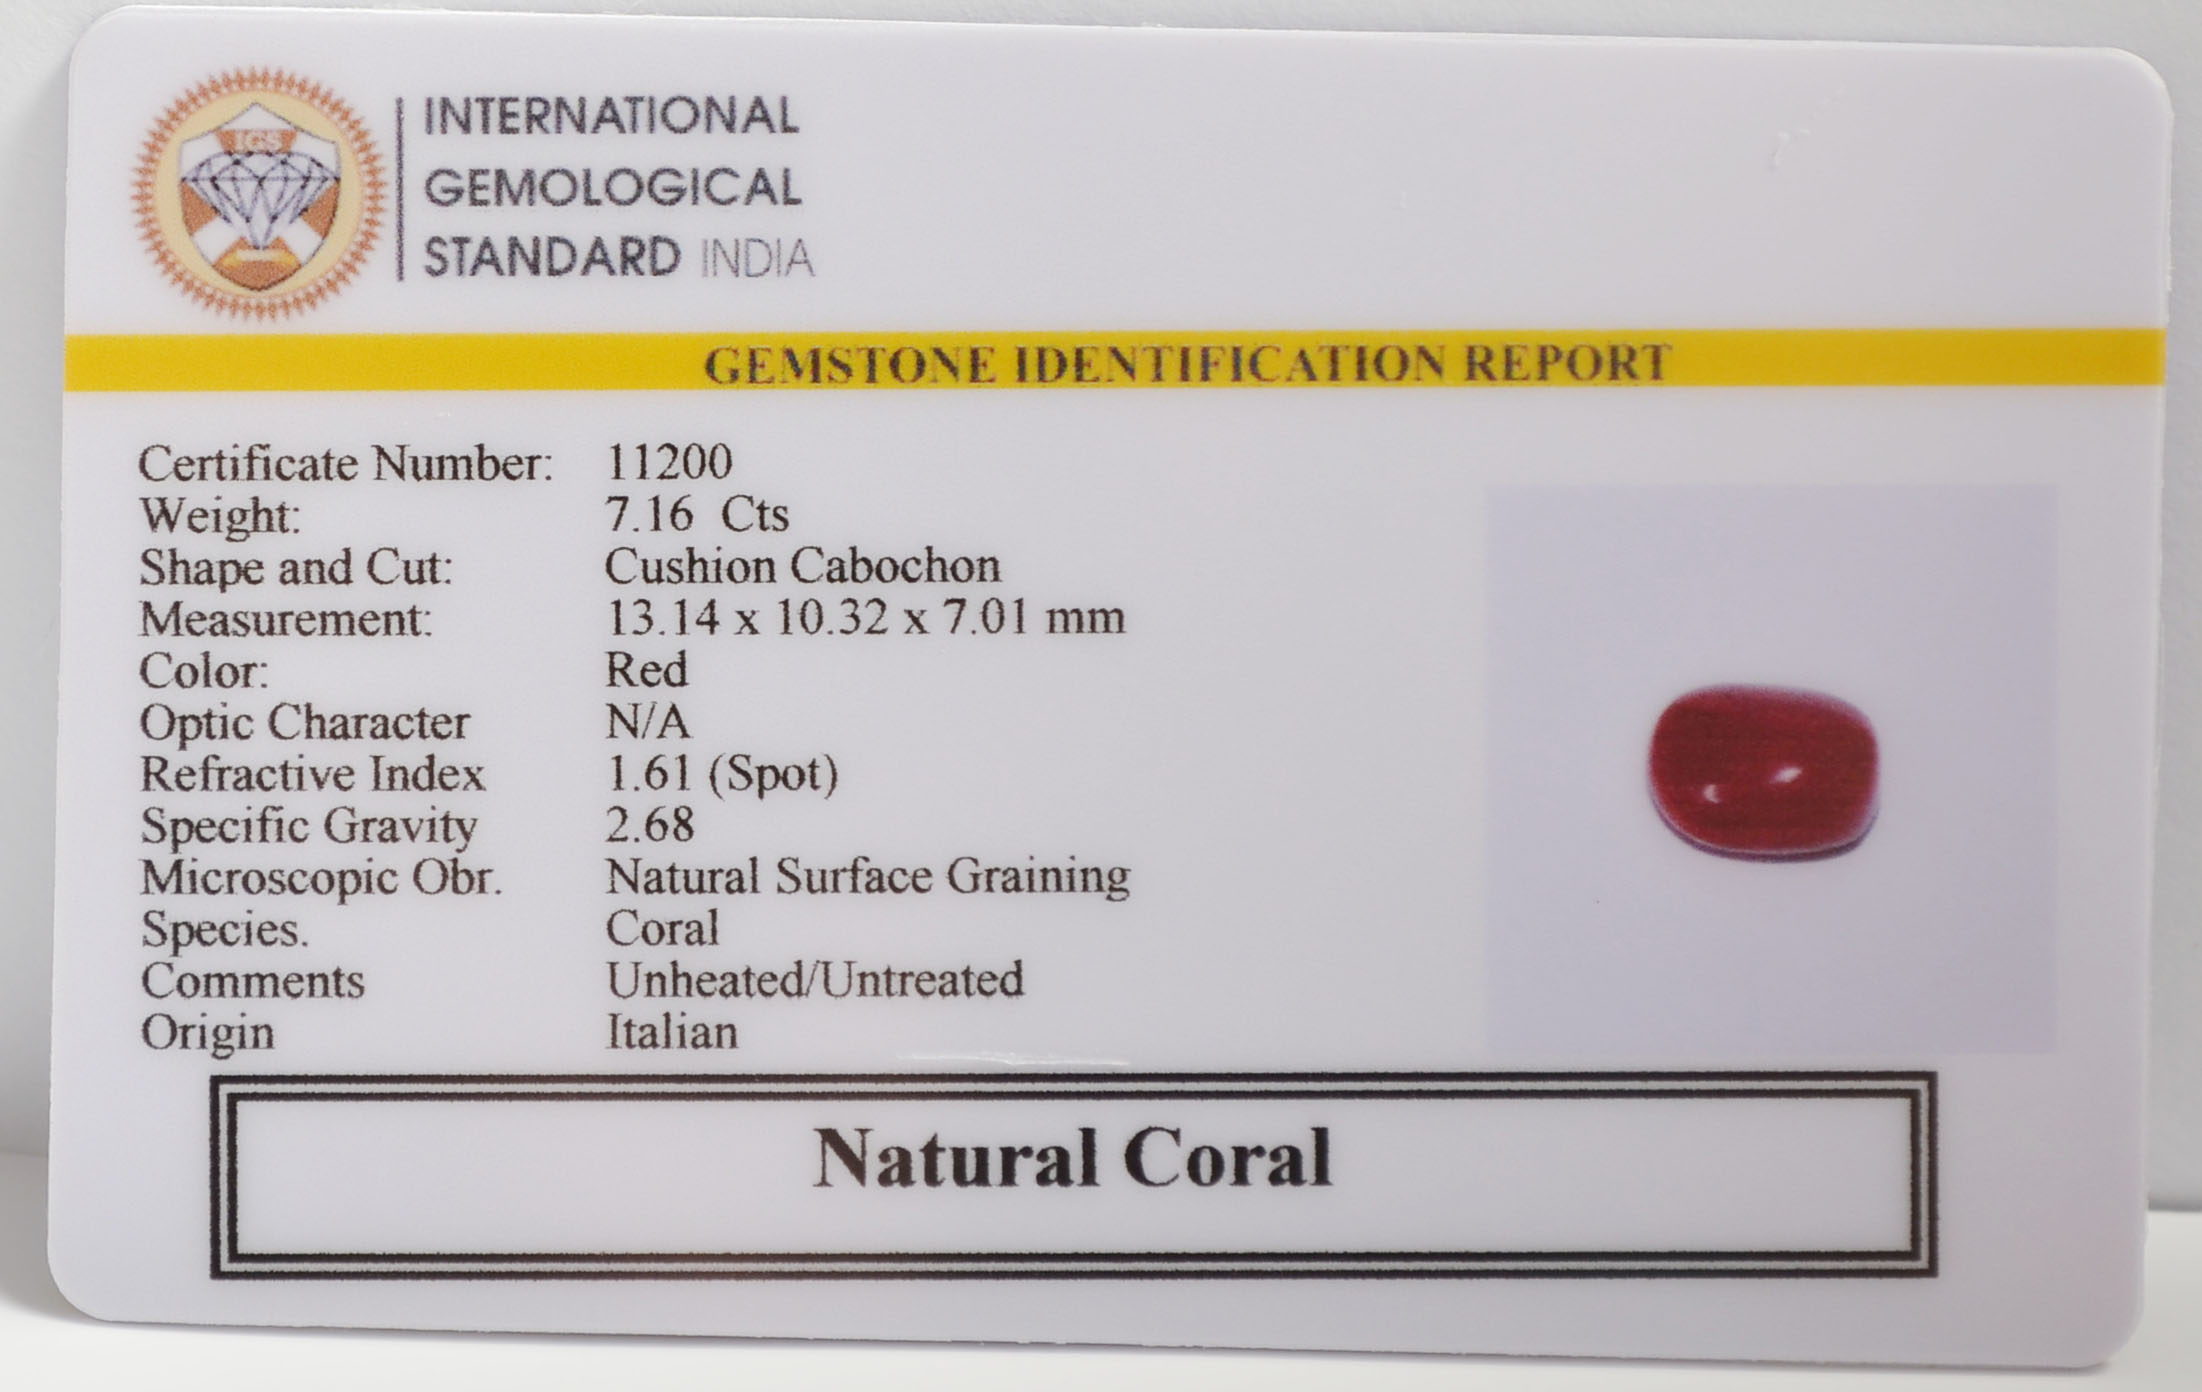 IGS
INTERNATIONAL
GEMOLOGICAL
STANDARD INDIA
GEMSTONE IDENTIFICATION REPORT
Certificate Number: 11200
Weight: 7.16 Cts
Shape and Cut: Cushion Cabochon
Measurement: 13.14 x 10.32 x 7.01 mm
Color: Red
Optic Character N/A
Refractive Index 1.61 (Spot)
Specific Gravity 2.68
Microscopic Obr. Natural Surface Graining
Species. Coral
Comments Unheated/Untreated
Origin Italian
Natural Coral